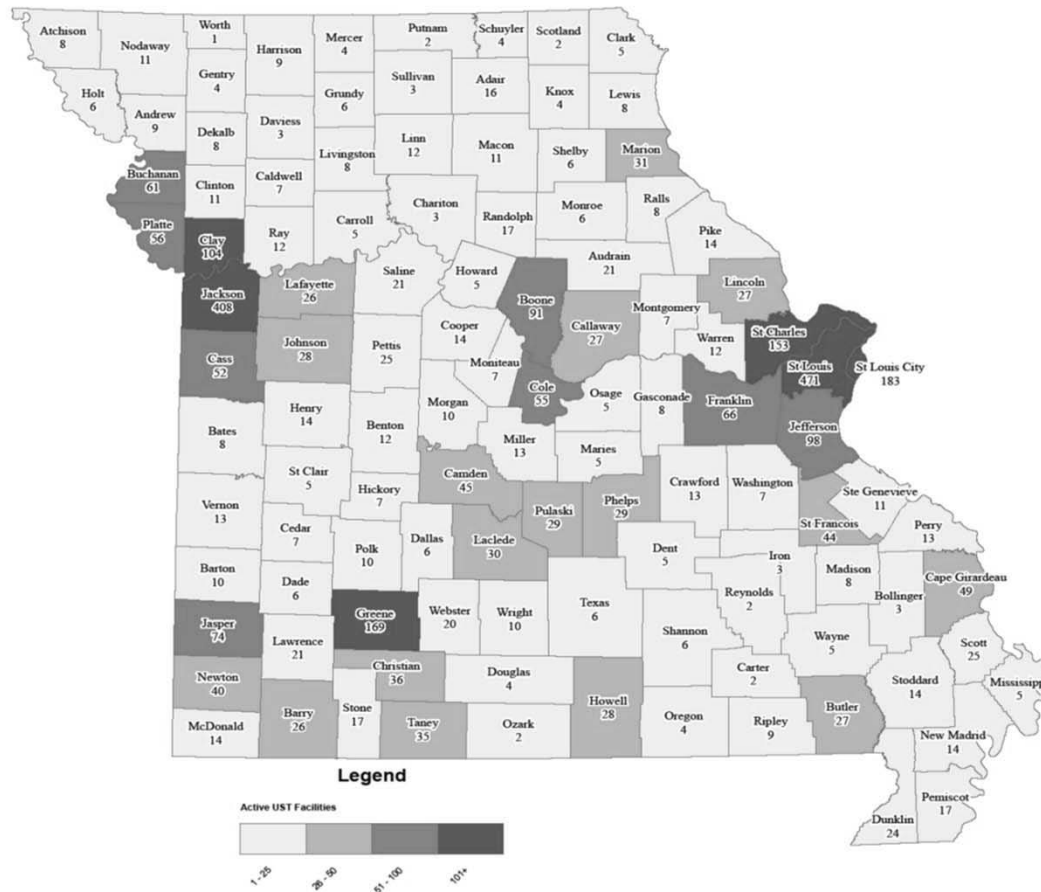 Atchison
8
Nodaway
11
Worth
1
Harrison
9
Mercer
4
Putnam
2
Schuyler
4
Scotland
2
Clark
5
Holt
6
Gentry
4
Sullivan
3
Adair
16
Knox
4
Lewis
8
Andrew
9
Dekalb
8
Daviess
3
Grundy
6
Livingston
8
Linn
12
Macon
11
Shelby
6
Marion
31
Buchanan
61
Clinton
11
Caldwell
7
Platte
56
Clay
104
Ray
12
Carroll
5
Chariton
3
Randolph
17
Monroe
6
Ralls
8
Pike
14
Audrain
21
Jackson
408
Lafayette
26
Saline
21
Howard
5
Boone
91
Callaway
27
Montgomery
7
Lincoln
27
Warren
12
St Charles
153
St Louis
471
St Louis City
183
Cass
52
Johnson
28
Pettis
25
Cooper
14
Moniteau
7
Cole
55
Osage
5
Gasconade
8
Franklin
66
Jefferson
98
Bates
8
Henry
14
Benton
12
Morgan
10
Miller
13
Maries
5
St Clair
5
Hickory
7
Camden
45
Pulaski
29
Phelps
29
Crawford
13
Washington
7
Ste Genevieve
11
St Francois
44
Perry
13
Vernon
13
Cedar
7
Polk
10
Dallas
6
Laclede
30
Dent
5
Iron
3
Madison
8
Bollinger
3
Cape Girardeau
49
Barton
10
Dade
6
Greene
169
Webster
20
Wright
10
Texas
6
Reynolds
2
Shannon
6
Wayne
5
Scott
25
Mississippi
5
Jasper
74
Lawrence
21
Christian
36
Douglas
4
Howell
28
Carter
2
Stoddard
14
Newton
40
Barry
26
Stone
17
Taney
35
Ozark
2
Oregon
4
Ripley
9
Butler
27
McDonald
14
New Madrid
14
Pemiscot
17
Dunklin
24
Legend
Active UST Facilities
1 - 25
26 - 50
51 - 100
101+